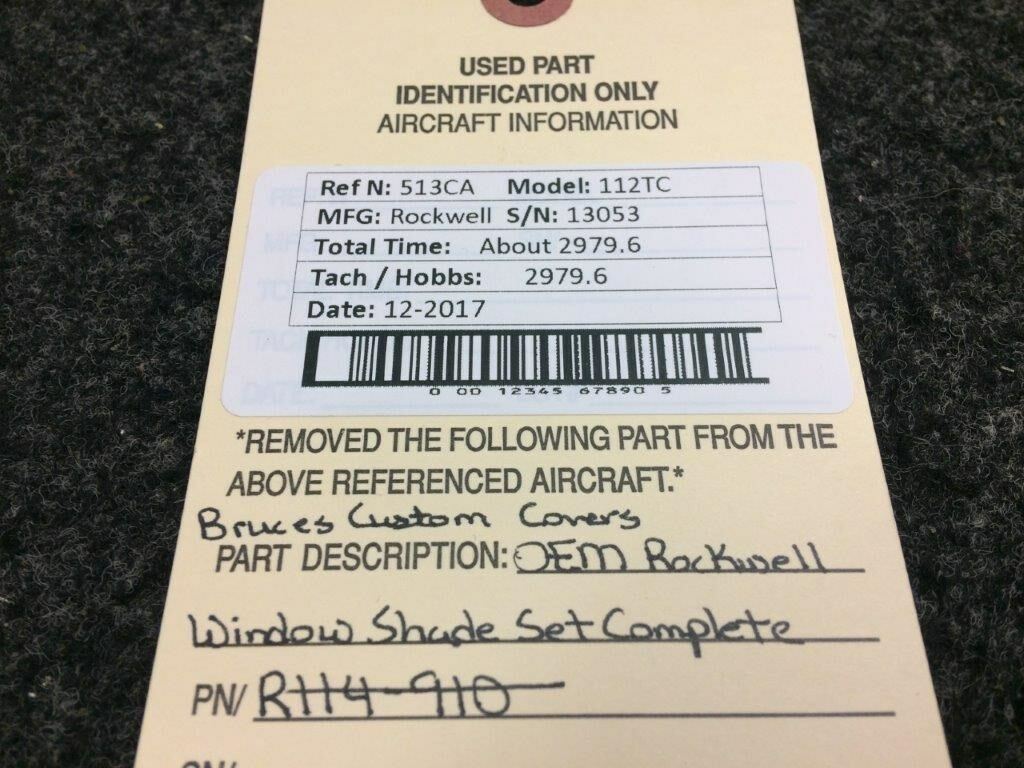 USED PART
IDENTIFICATION ONLY
AIRCRAFT INFORMATION
Ref N: 513CA Model: 112TC
MFG: Rockwell S/N: 13053
Total Time: About 2979.6
Tach / Hobbs: 2979.6
Date: 12-2017
0 00 12345 67890 5
*REMOVED THE FOLLOWING PART FROM THE
ABOVE REFERENCED AIRCRAFT.*
Bruces Custom Covers
PART DESCRIPTION: OEM Rockwell
Window Shade Set Complete
PN/ R114-910